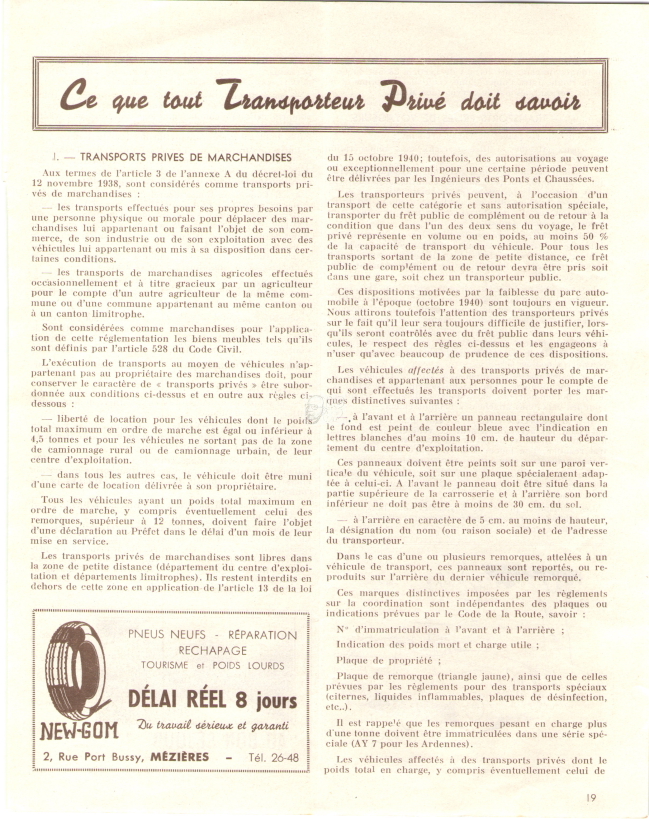 Ce que tout Transporteur Privé doit savoir
I. — TRANSPORTS PRIVES DE MARCHANDISES
Aux termes de l'article 3 de l'annexe A du décret-loi du
12 novembre 1938, sont considérés comme transports pri-
vés de marchandises :
— les transports effectués pour ses propres besoins par
une personne physique ou morale pour déplacer des mar-
chandises lui appartenant ou faisant l'objet de son com-
merce, de son industrie ou de son exploitation avec des
véhicules lui appartenant ou mis à sa disposition dans cer-
taines conditions.
— les transports de marchandises agricoles effectués
occasionnellement et à titre gracieux par un agriculteur
pour le compte d'un autre agriculteur de la même com-
mune ou d'une commune appartenant au même canton ou
à un canton limitrophe.
Sont considérées comme marchandises pour l'applica-
tion de cette réglementation les biens meubles tels qu'ils
sont définis par l'article 528 du Code Civil.
L'exécution de transports au moyen de véhicules n'ap-
partenant pas au propriétaire des marchandises doit, pour
conserver le caractère de « transports privés » être subor-
donnée aux conditions ci-dessus et en outre aux règles ci-
dessous :
— liberté de location pour les véhicules dont le poids
total maximum en ordre de marche est égal ou inférieur à
4,5 tonnes et pour les véhicules ne sortant pas de la zone
de camionnage rural ou de camionnage urbain, de leur
centre d'exploitation.
— dans tous les autres cas, le véhicule doit être muni
d'une carte de location délivrée à son propriétaire.
Tous les véhicules ayant un poids total maximum en
ordre de marche, y compris éventuellement celui des
remorques, supérieur à 12 tonnes, doivent faire l'objet
d'une déclaration au Préfet dans le délai d'un mois de leur
mise en service.
Les transports privés de marchandises sont libres dans
la zone de petite distance (département du centre d'exploi-
tation et départements limitrophes). Ils restent interdits en
dehors de cette zone en application de l'article 13 de la loi
PNEUS NEUFS - RÉPARATION
RECHAPAGE
TOURISME et POIDS LOURDS
DÉLAI RÉEL 8 jours
NEW-GOM
Du travail sérieux et garanti
2, Rue Port Bussy, MÉZIÈRES – Tél. 26-48
du 15 octobre 1940; toutefois, des autorisations au voyage
ou exceptionnellement pour une certaine période peuvent
être délivrées par les Ingénieurs des Ponts et Chaussées.
Les transporteurs privés peuvent, à l'occasion d'un
transport de cette catégorie et sans autorisation spéciale,
transporter du frêt public de complément ou de retour à la
condition que dans l'un des deux sens du voyage, le frêt
privé représente en volume ou en poids, au moins 50 %
de la capacité de transport du véhicule. Pour tous les
transports sortant de la zone de petite distance, ce frêt
public de complément ou de retour devra être pris soit
dans une gare, soit chez un transporteur public.
Ces dispositions motivées par la faiblesse du parc auto-
mobile à l'époque (octobre 1940) sont toujours en vigueur.
Nous attirons toutefois l'attention des transporteurs privés
sur le fait qu'il leur sera toujours difficile de justifier, lors-
qu'ils seront contrôlés avec du frêt public dans leurs véhi-
cules, le respect des règles ci-dessus et les engageons à
n'user qu'avec beaucoup de prudence de ces dispositions.
Les véhicules affectés à des transports privés de mar-
chandises et appartenant aux personnes pour le compte de
qui sont effectués les transports doivent porter les mar-
ques distinctives suivantes :
— à l'avant et à l'arrière un panneau rectangulaire dont
le fond est peint de couleur bleue avec l'indication en
lettres blanches d'au moins 10 cm. de hauteur du dépar-
tement du centre d'exploitation.
Ces panneaux doivent être peints soit sur une paroi ver-
ticale du véhicule, soit sur une plaque spécialement adap-
tée à celui-ci. A l'avant le panneau doit être situé dans la
partie supérieure de la carrosserie et à l'arrière son bord
inférieur ne doit pas être à moins de 30 cm. du sol.
— à l'arrière en caractère de 5 cm. au moins de hauteur,
la désignation du nom (ou raison sociale) et de l'adresse
du transporteur.
Dans le cas d'une ou plusieurs remorques, attelées à un
véhicule de transport, ces panneaux sont reportés, ou re-
produits sur l'arrière du dernier véhicule remorqué.
Ces marques distinctives imposées par les règlements
sur la coordination sont indépendantes des plaques ou
indications prévues par le Code de la Route, savoir :
N° d'immatriculation à l'avant et à l'arrière ;
Indication des poids mort et charge utile ;
Plaque de propriété ;
Plaque de remorque (triangle jaune), ainsi que de celles
prévues par les règlements pour des transports spéciaux
(citernes, liquides inflammables, plaques de désinfection,
etc..).
Il est rappelé que les remorques pesant en charge plus
d'une tonne doivent être immatriculées dans une série spé-
ciale (AY 7 pour les Ardennes).
Les véhicules affectés à des transports privés dont le
poids total en charge, y compris éventuellement celui de
19